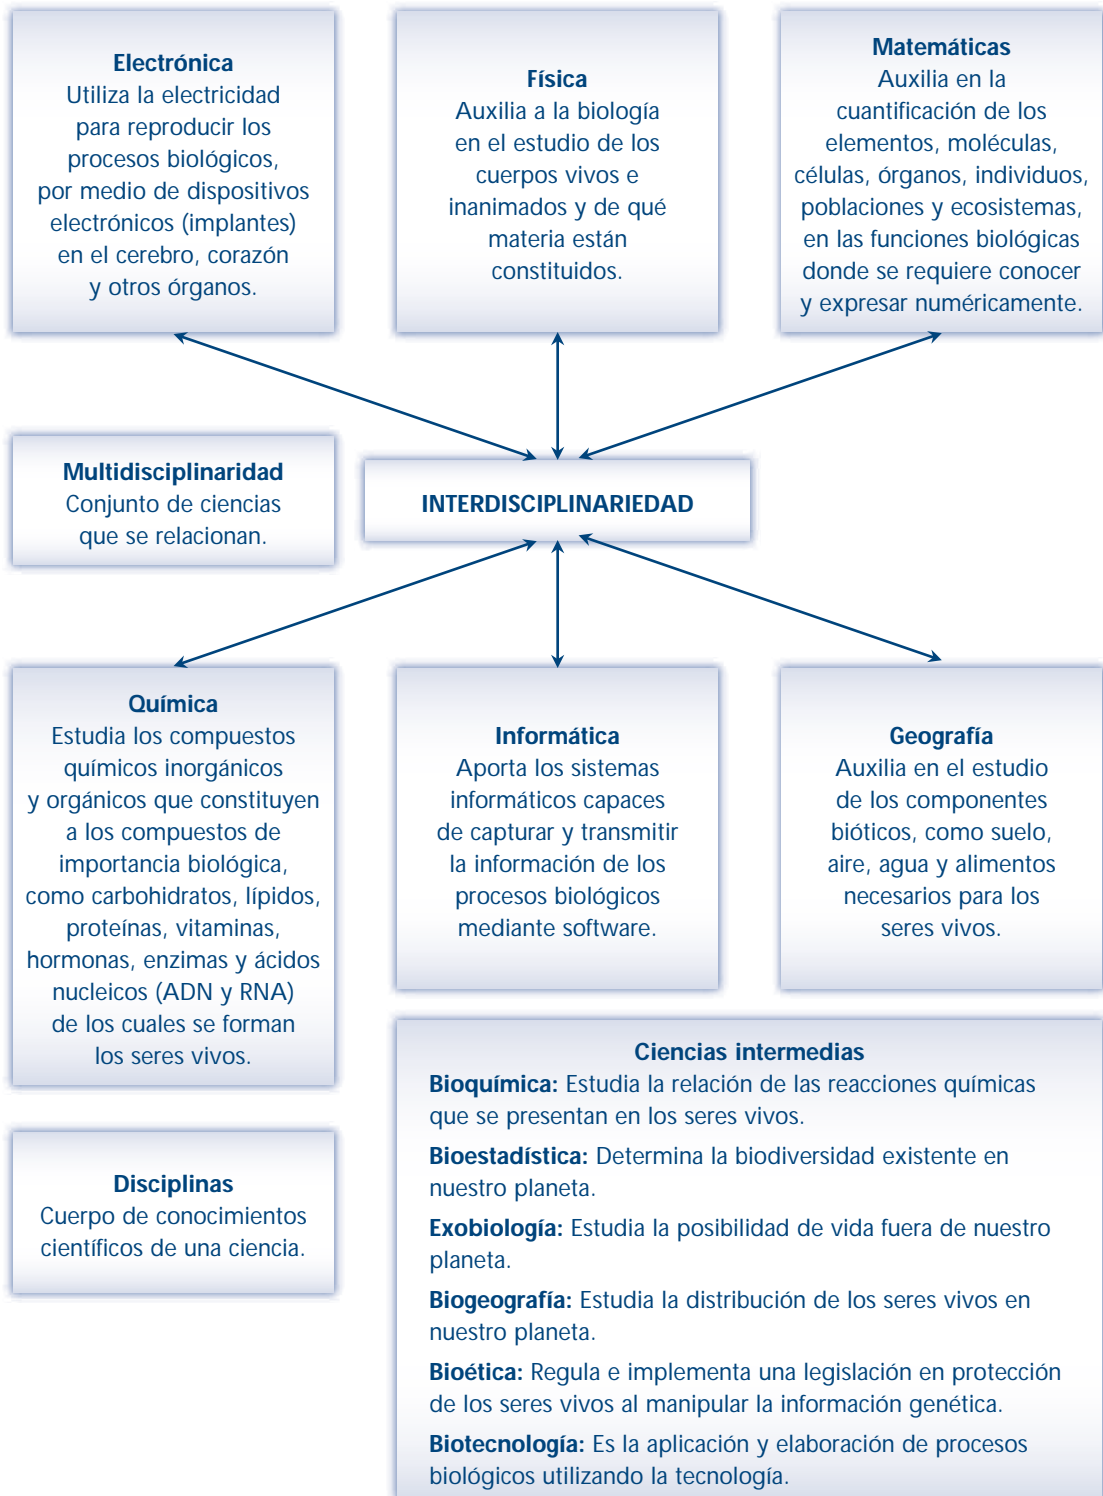 Electrónica
Utiliza la electricidad
para reproducir los
procesos biológicos,
por medio de dispositivos
electrónicos (implantes)
en el cerebro, corazón
y otros órganos.
Física
Auxilia a la biología
en el estudio de los
cuerpos vivos e
inanimados y de qué
materia están
constituidos.
Matemáticas
Auxilia en la
cuantificación de los
elementos, moléculas,
células, órganos, individuos,
poblaciones y ecosistemas,
en las funciones biológicas
donde se requiere conocer
y expresar numéricamente.
Multidisciplinaridad
Conjunto de ciencias
que se relacionan.
INTERDISCIPLINARIEDAD
Química
Estudia los compuestos
químicos inorgánicos
y orgánicos que constituyen
a los compuestos de
importancia biológica,
como carbohidratos, lípidos,
proteínas, vitaminas,
hormonas, enzimas y ácidos
nucleicos (ADN y RNA)
de los cuales se forman
los seres vivos.
Informática
Aporta los sistemas
informáticos capaces
de capturar y transmitir
la información de los
procesos biológicos
mediante software.
Geografía
Auxilia en el estudio
de los componentes
bióticos, como suelo,
aire, agua y alimentos
necesarios para los
seres vivos.
Disciplinas
Cuerpo de conocimientos
científicos de una ciencia.
Ciencias intermedias
Bioquímica: Estudia la relación de las reacciones químicas
que se presentan en los seres vivos.
Bioestadística: Determina la biodiversidad existente en
nuestro planeta.
Exobiología: Estudia la posibilidad de vida fuera de nuestro
planeta.
Biogeografía: Estudia la distribución de los seres vivos en
nuestro planeta.
Bioética: Regula e implementa una legislación en protección
de los seres vivos al manipular la información genética.
Biotecnología: Es la aplicación y elaboración de procesos
biológicos utilizando la tecnología.